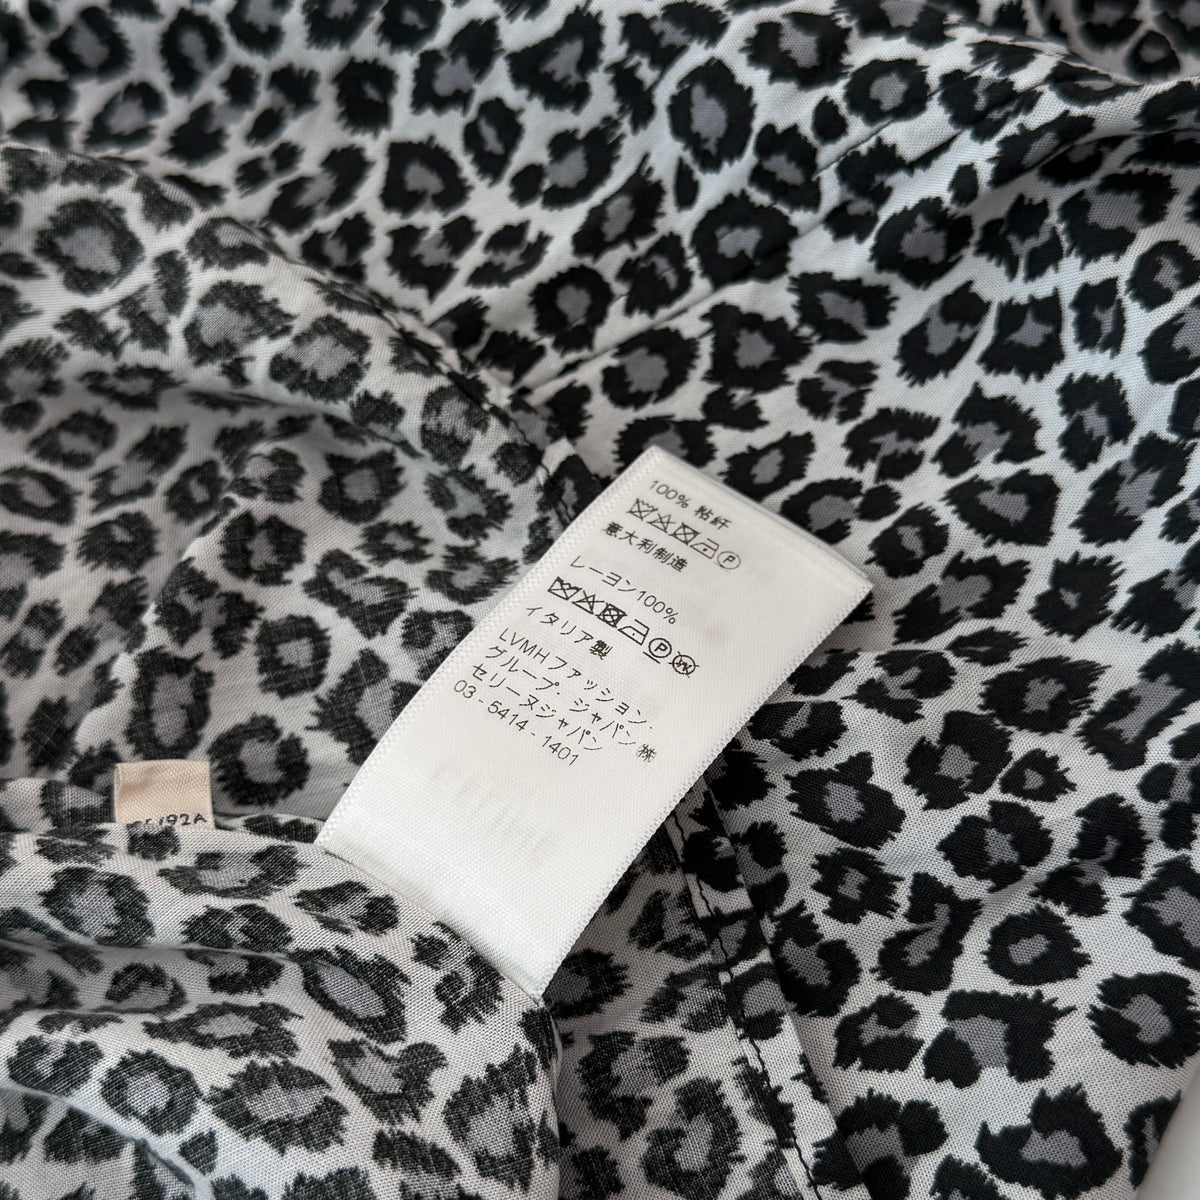 100% 粘纤
P
意大利制造
レーヨン100%
P
イタリア製
LVMHファッション・
グループ・ジャパン㈱
セリーヌジャパン
03-5414-1401
192A